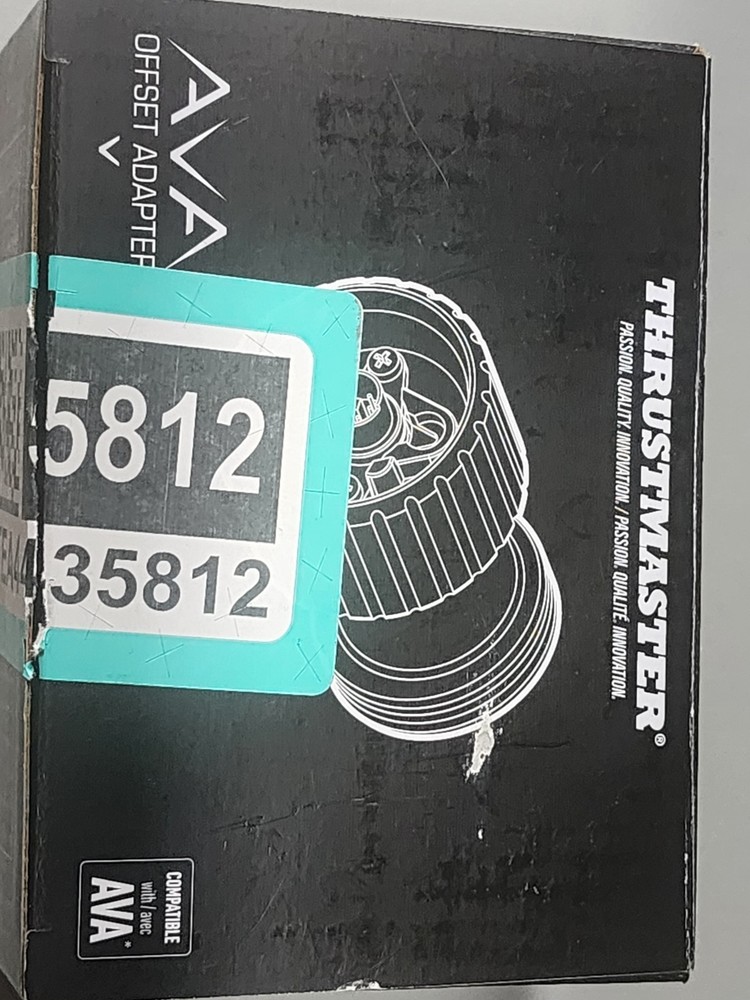 THRUSTMASTER®
PASSION. QUALITY. INNOVATION. / PASSION. QUALITÉ. INNOVATION.
AVA
OFFSET ADAPTER
5812
35812
COMPATIBLE
with / avec
AVA*